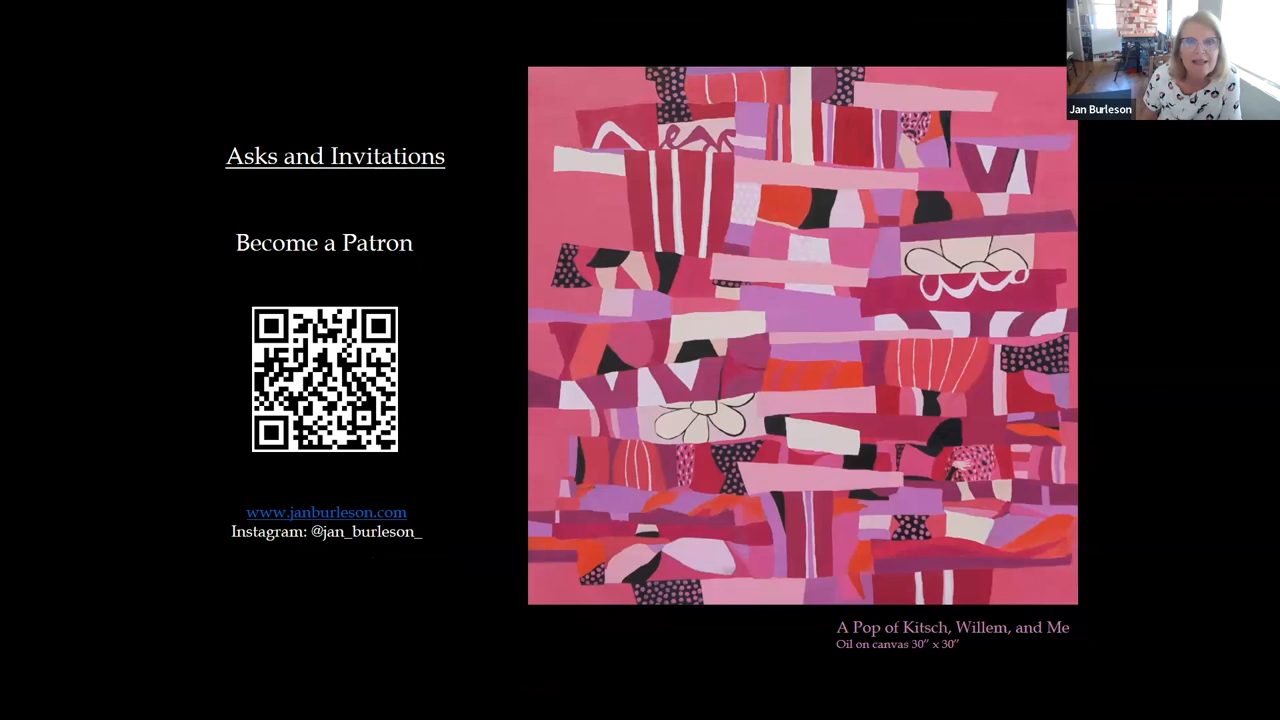 Jan Burleson
Asks and Invitations
Become a Patron
www.janburleson.com
Instagram: @jan_burleson_
A Pop of Kitsch, Willem, and Me
Oil on canvas 30” x 30”